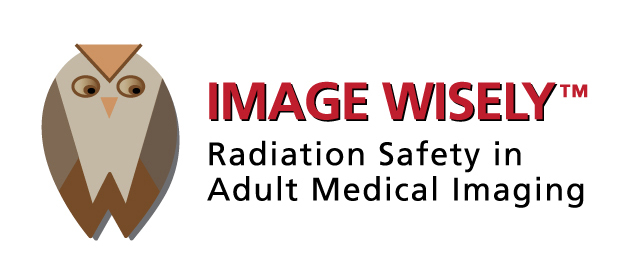 IMAGE WISELY™
Radiation Safety in
Adult Medical Imaging